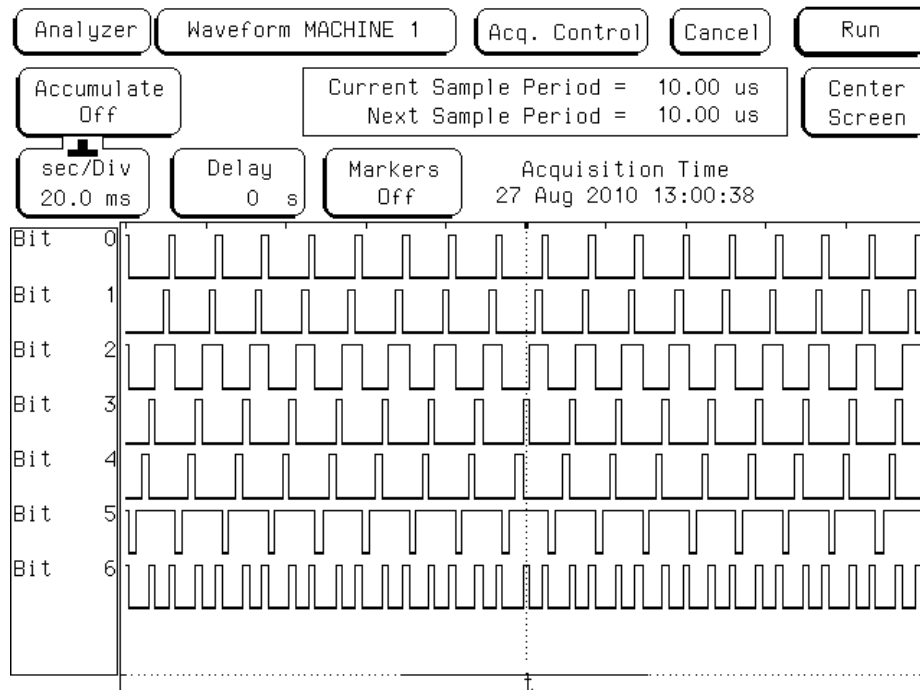 Analyzer Waveform MACHINE 1 Acq. Control Cancel Run
Accumulate Off
Current Sample Period = 10.00 us
Next Sample Period = 10.00 us
Center Screen
sec/Div 20.0 ms
Delay 0 s
Markers Off
Acquisition Time
27 Aug 2010 13:00:38
Bit 0
Bit 1
Bit 2
Bit 3
Bit 4
Bit 5
Bit 6